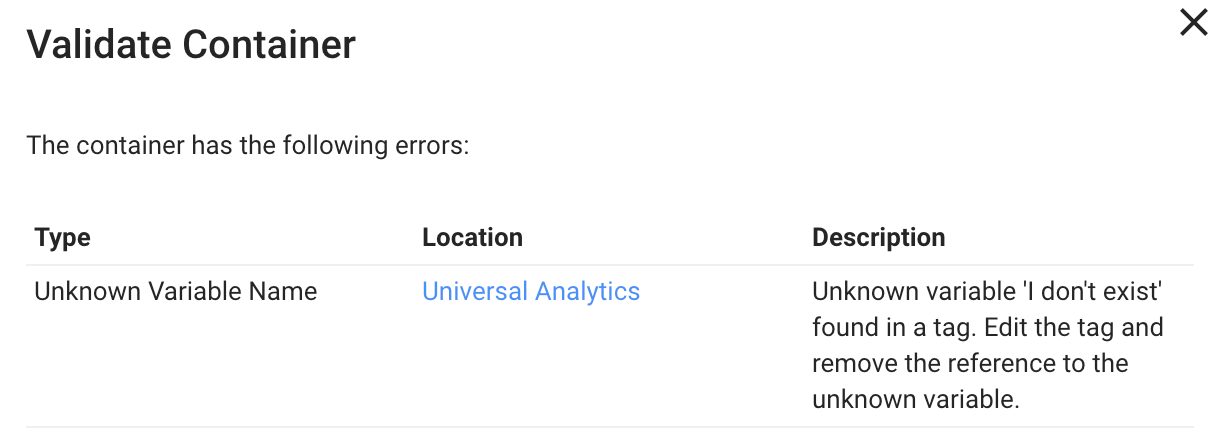 Validate Container
The container has the following errors:
Type Location Description
Unknown Variable Name Universal Analytics Unknown variable 'I don't exist'
found in a tag. Edit the tag and
remove the reference to the
unknown variable.